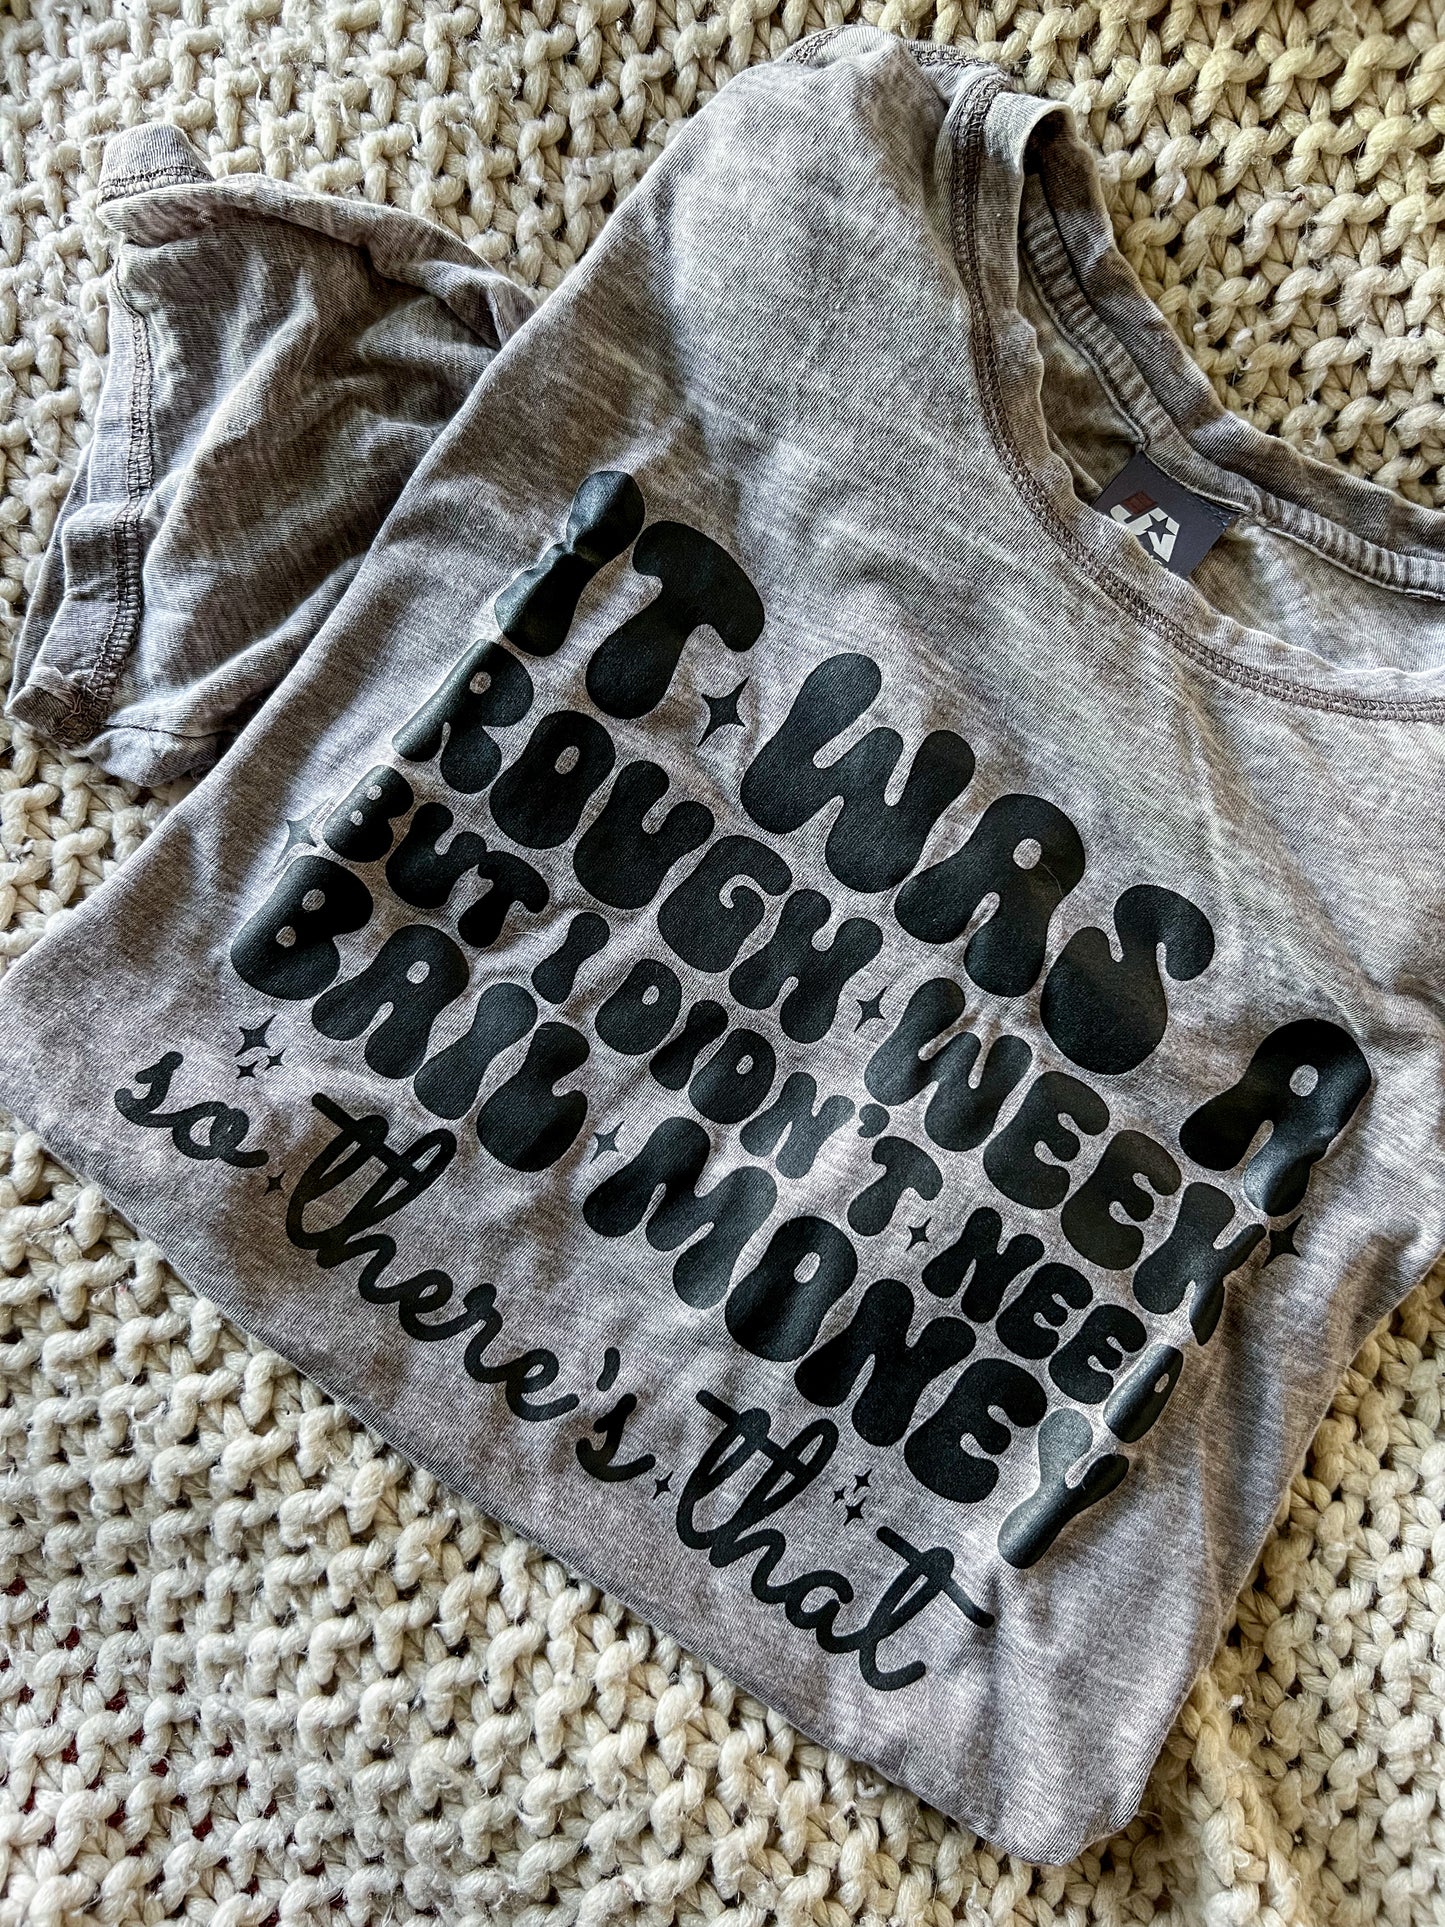 IT WAS A
ROUGH WEEK
BUT I DIDN'T NEED
BAIL MONEY
so there's that